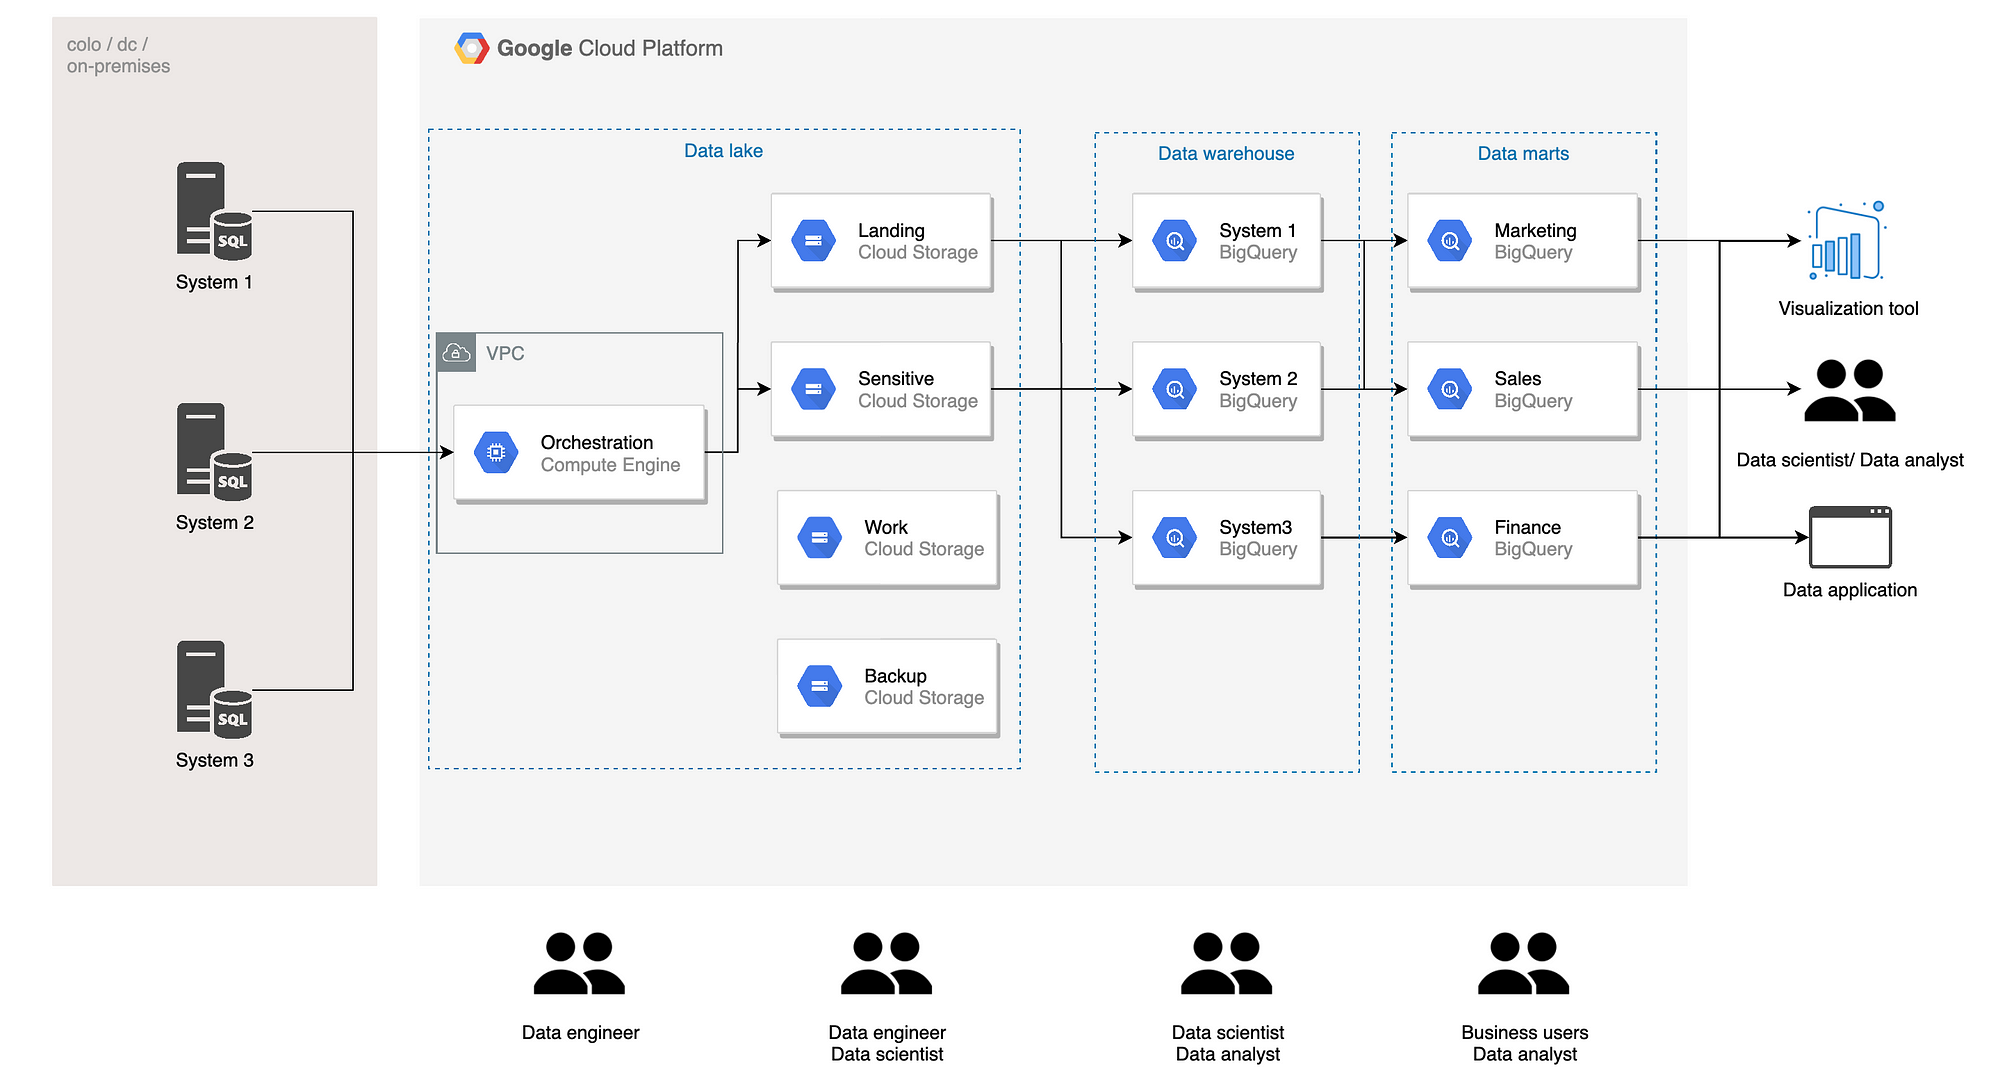 colo / dc /
on-premises
Google Cloud Platform
Data lake
Data warehouse
Data marts
SQL
System 1
SQL
System 2
SQL
System 3
VPC
Orchestration
Compute Engine
Landing
Cloud Storage
Sensitive
Cloud Storage
Work
Cloud Storage
Backup
Cloud Storage
System 1
BigQuery
System 2
BigQuery
System3
BigQuery
Marketing
BigQuery
Sales
BigQuery
Finance
BigQuery
Visualization tool
Data scientist/ Data analyst
Data application
Data engineer
Data engineer
Data scientist
Data scientist
Data analyst
Business users
Data analyst